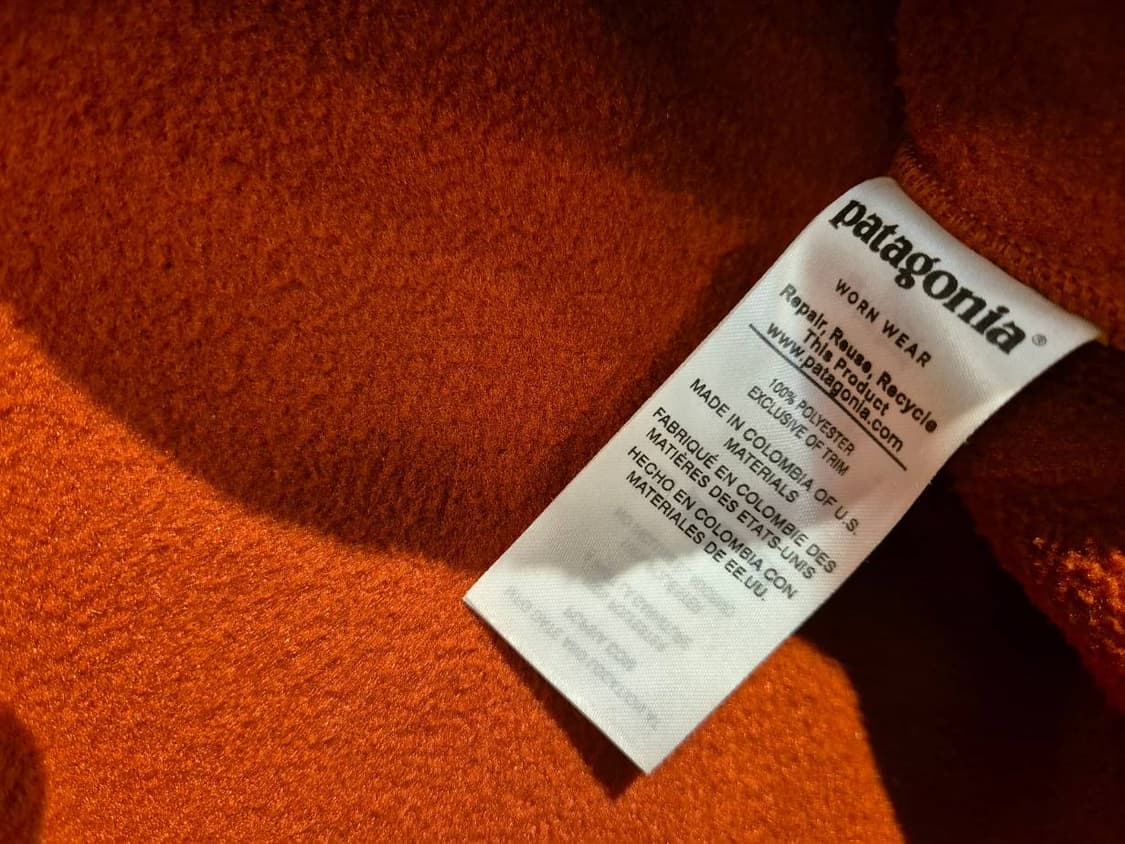 patagonia®
WORN WEAR
Repair, Reuse, Recycle
This Product
www.patagonia.com
100% POLYESTER
EXCLUSIVE OF TRIM
MADE IN COLOMBIA OF U.S.
MATERIALS
FABRIQUÉ EN COLOMBIE DES
MATIÈRES DES ETATS-UNIS
HECHO EN COLOMBIA CON
MATERIALES DE EE.UU.